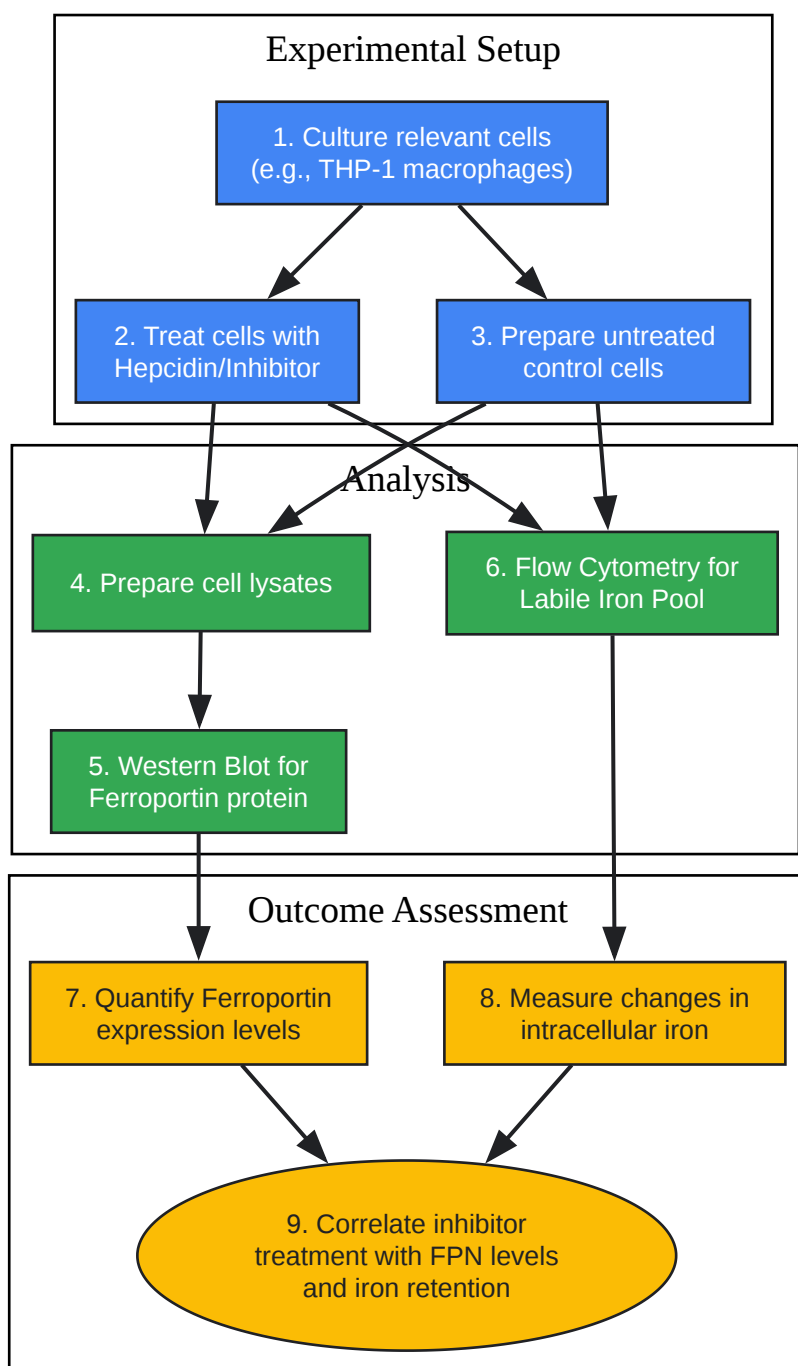 Experimental Setup
1. Culture relevant cells
(e.g., THP-1 macrophages)
2. Treat cells with
Hepcidin/Inhibitor
3. Prepare untreated
control cells
Analysis
4. Prepare cell lysates
6. Flow Cytometry for
Labile Iron Pool
5. Western Blot for
Ferroportin protein
Outcome Assessment
7. Quantify Ferroportin
expression levels
8. Measure changes in
intracellular iron
9. Correlate inhibitor
treatment with FPN levels
and iron retention